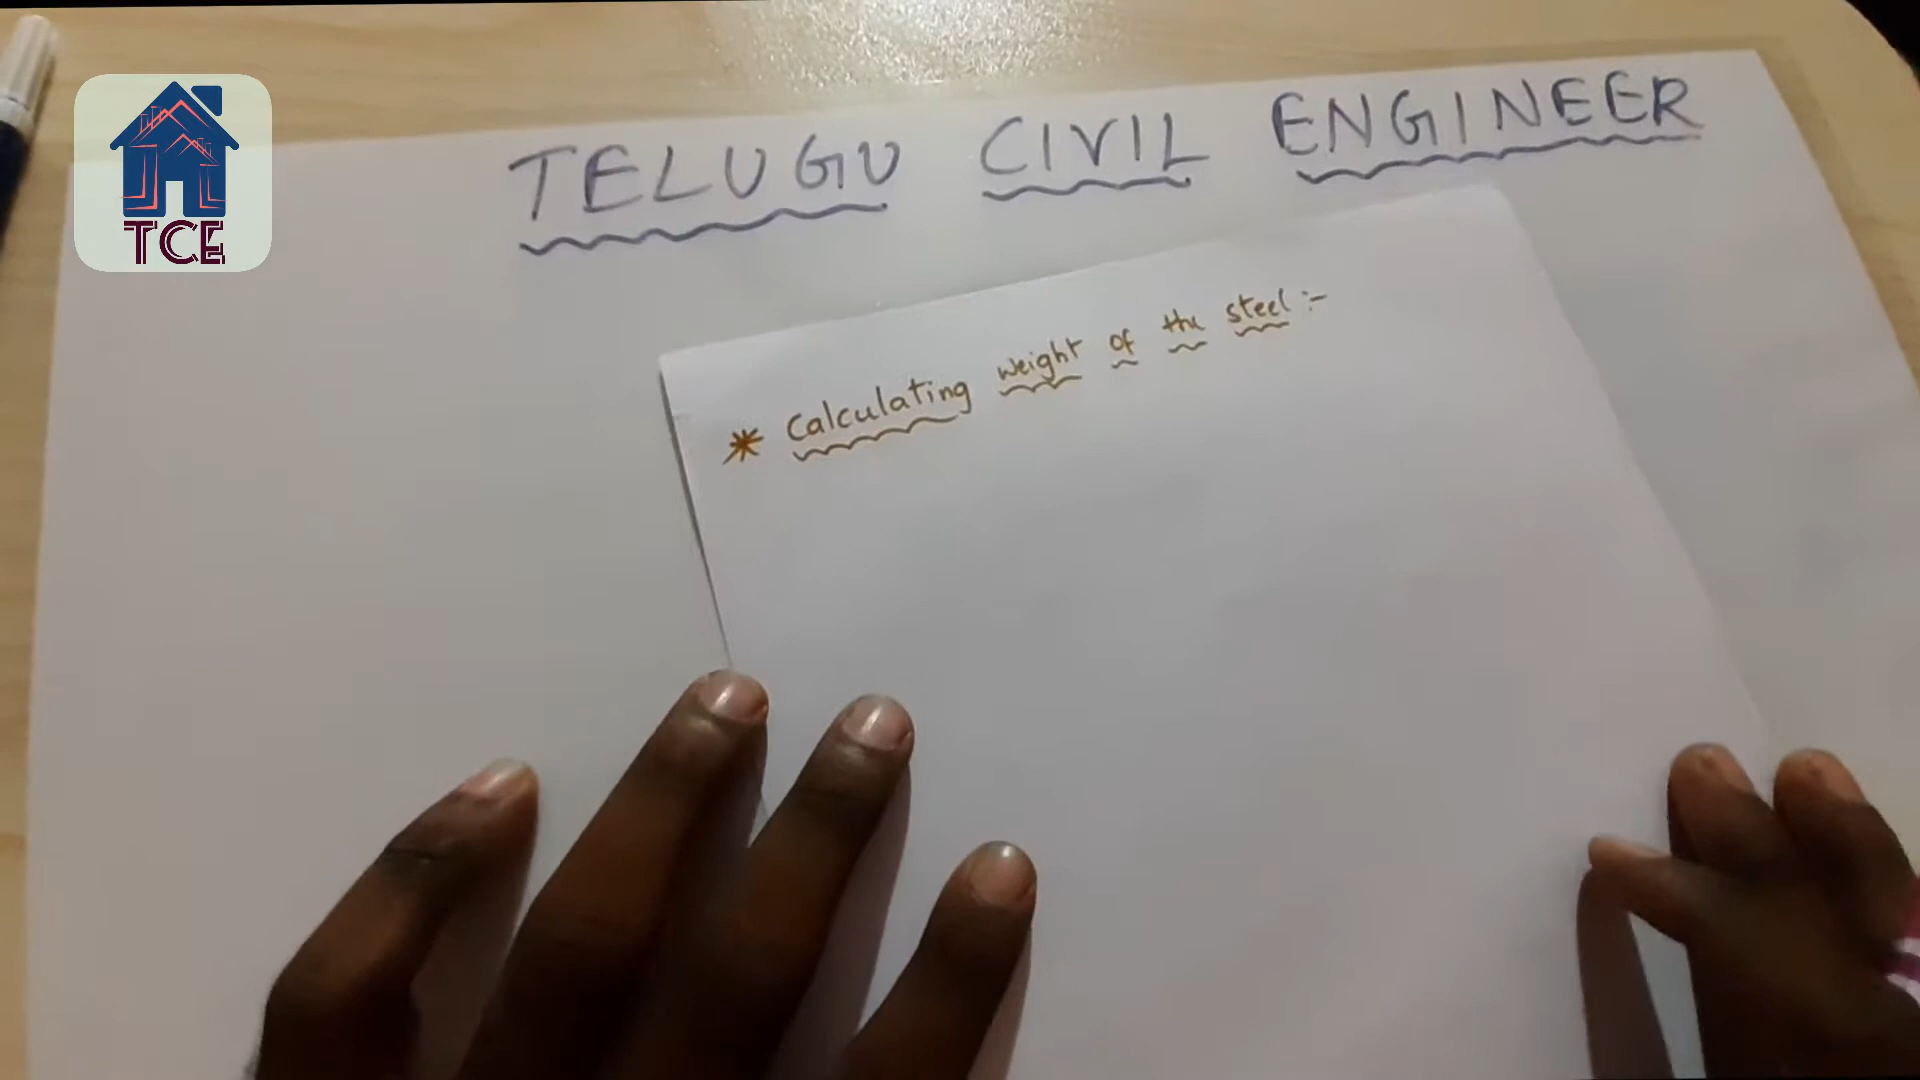 TELUGU CIVIL ENGINEER
TCE
* Calculating weight of the steel :-